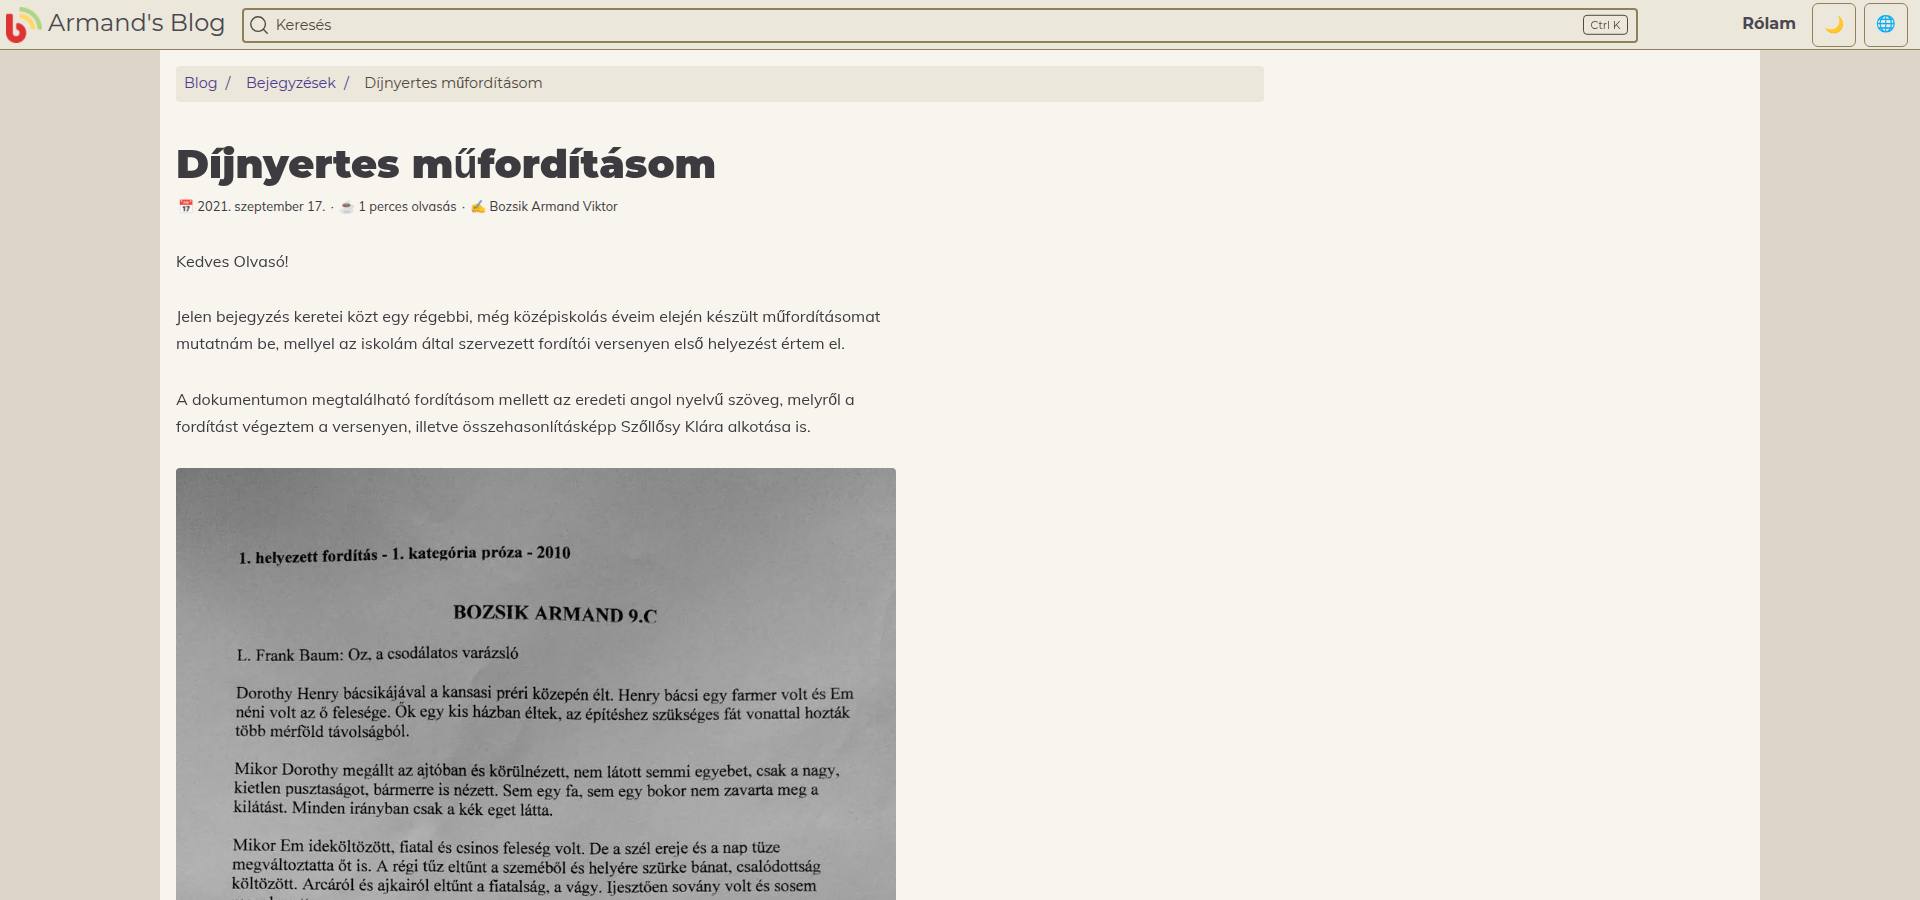 Armand's Blog
Keresés
Ctrl K
Rólam
Blog / Bejegyzések / Díjnyertes műfordításom
Díjnyertes műfordításom
2021. szeptember 17. · 1 perces olvasás · Bozsik Armand Viktor
Kedves Olvasó!
Jelen bejegyzés keretei közt egy régebbi, még középiskolás éveim elején készült műfordításomat
mutatnám be, mellyel az iskolám által szervezett fordítói versenyen első helyezést értem el.
A dokumentumon megtalálható fordításom mellett az eredeti angol nyelvű szöveg, melyről a
fordítást végeztem a versenyen, illetve összehasonlításképp Szőllősy Klára alkotása is.
1. helyezett fordítás - 1. kategória próza - 2010
BOZSIK ARMAND 9.C
L. Frank Baum: Oz, a csodálatos varázsló
Dorothy Henry bácsikájával a kansasi préri közepén élt. Henry bácsi egy farmer volt és Em
néni volt az ő felesége. Ők egy kis házban éltek, az építéshez szükséges fát vonattal hozták
több mérföld távolságból.
Mikor Dorothy megállt az ajtóban és körülnézett, nem látott semmi egyebet, csak a nagy,
kietlen pusztaságot, bármerre is nézett. Sem egy fa, sem egy bokor nem zavarta meg a
kilátást. Minden irányban csak a kék eget látta.
Mikor Em ideköltözött, fiatal és csinos feleség volt. De a szél ereje és a nap tüze
megváltoztatta őt is. A régi tűz eltűnt a szeméből és helyére szürke bánat, csalódottság
költözött. Arcáról és ajkairól eltűnt a fiatalság, a vágy. Ijesztően sovány volt és sosem